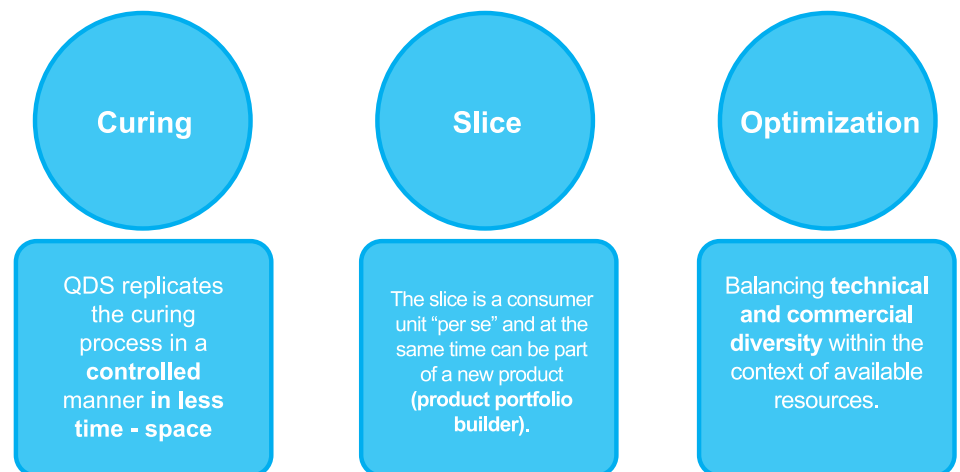 Curing
QDS replicates
the curing
process in a
controlled
manner in less
time - space
Slice
The slice is a consumer
unit “per se” and at the
same time can be part
of a new product
(product portfolio
builder).
Optimization
Balancing technical
and commercial
diversity within the
context of available
resources.